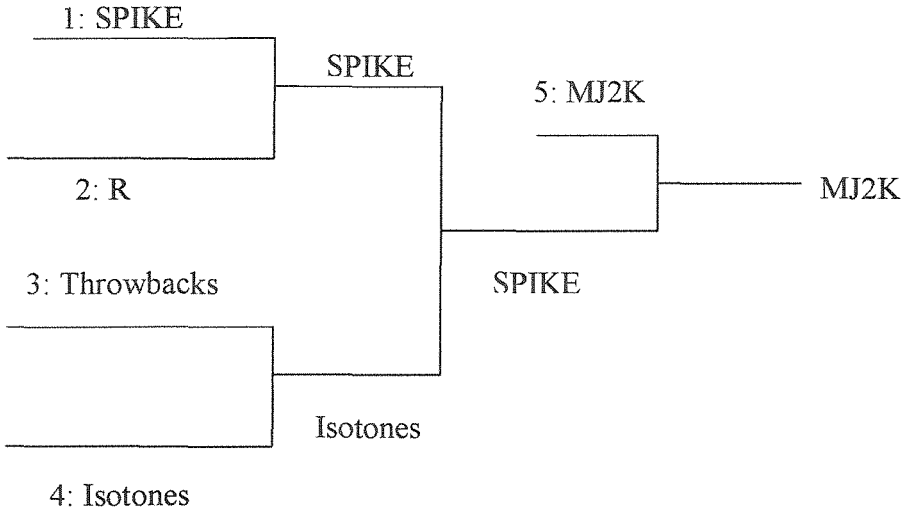 1: SPIKE
SPIKE
5: MJ2K
2: R
MJ2K
3: Throwbacks
SPIKE
Isotones
4: Isotones